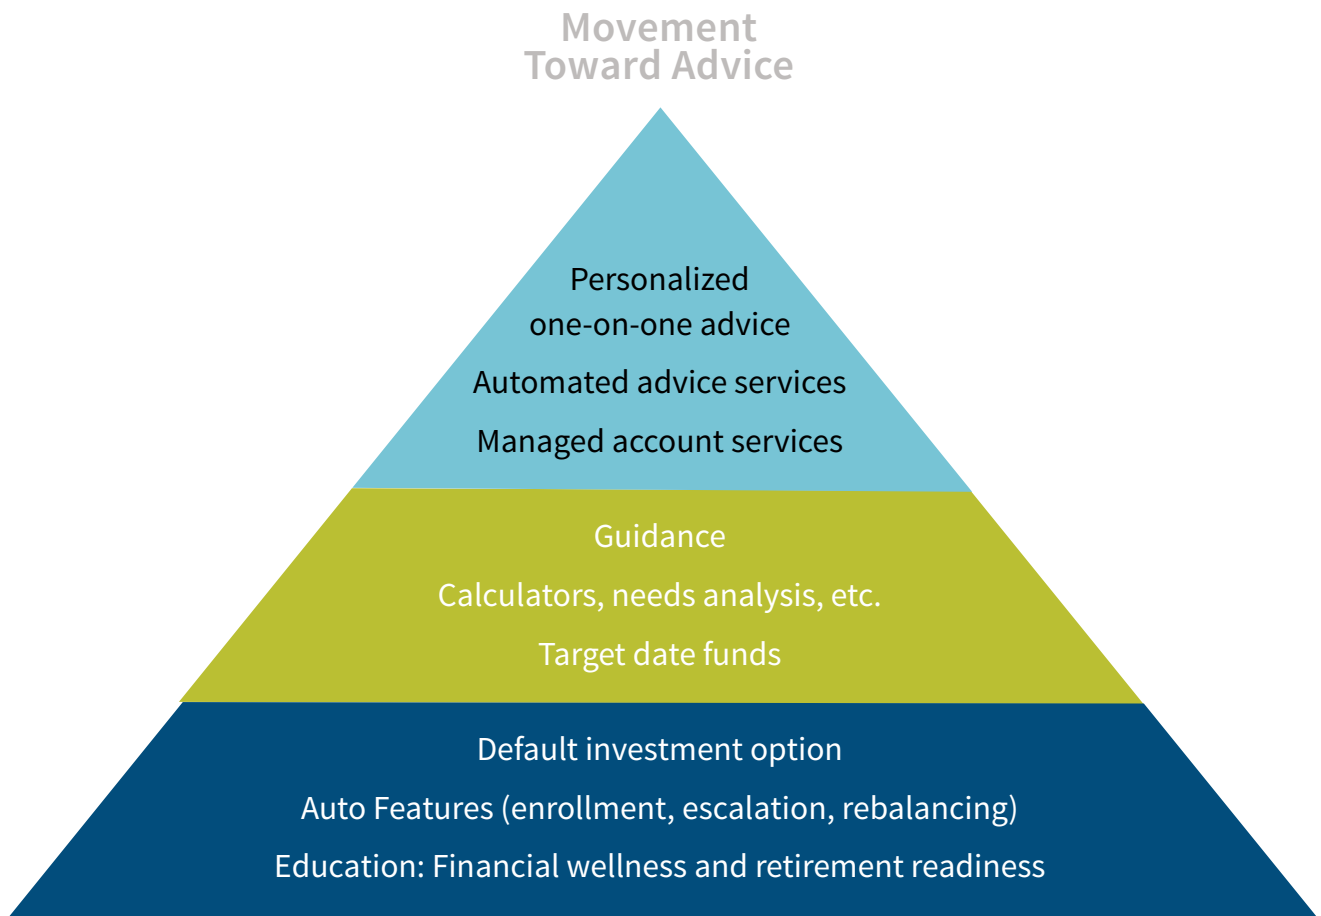 Movement
Toward Advice
Personalized
one-on-one advice
Automated advice services
Managed account services
Guidance
Calculators, needs analysis, etc.
Target date funds
Default investment option
Auto Features (enrollment, escalation, rebalancing)
Education: Financial wellness and retirement readiness